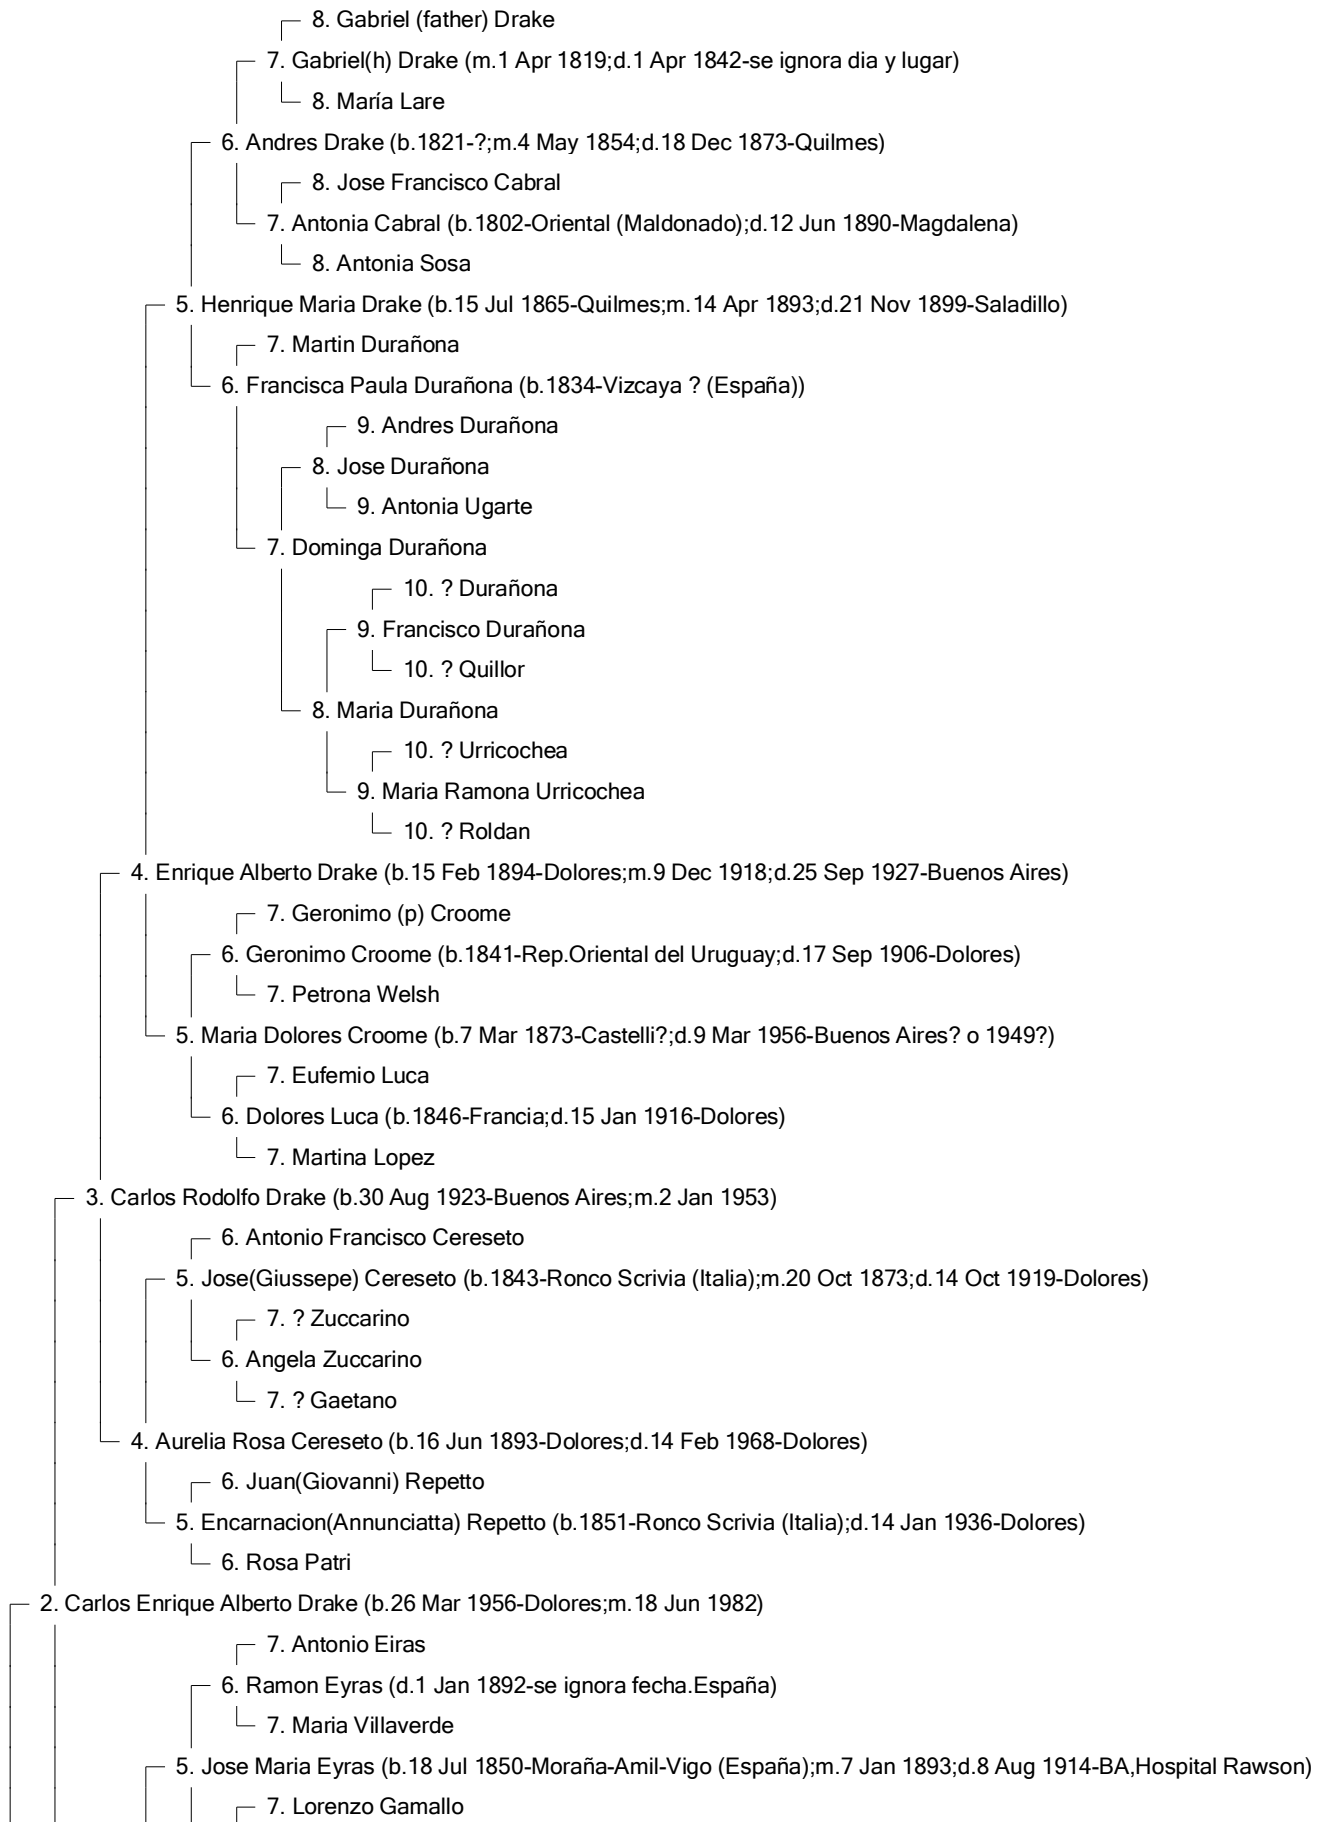 8. Gabriel (father) Drake
7. Gabriel(h) Drake (m.1 Apr 1819;d.1 Apr 1842-se ignora dia y lugar)
8. María Lare
6. Andres Drake (b.1821-?;m.4 May 1854;d.18 Dec 1873-Quilmes)
8. Jose Francisco Cabral
7. Antonia Cabral (b.1802-Oriental (Maldonado);d.12 Jun 1890-Magdalena)
8. Antonia Sosa
5. Henrique Maria Drake (b.15 Jul 1865-Quilmes;m.14 Apr 1893;d.21 Nov 1899-Saladillo)
7. Martin Durañona
6. Francisca Paula Durañona (b.1834-Vizcaya ? (España))
9. Andres Durañona
8. Jose Durañona
9. Antonia Ugarte
7. Dominga Durañona
10. ? Durañona
9. Francisco Durañona
10. ? Quillor
8. Maria Durañona
10. ? Urricochea
9. Maria Ramona Urricochea
10. ? Roldan
4. Enrique Alberto Drake (b.15 Feb 1894-Dolores;m.9 Dec 1918;d.25 Sep 1927-Buenos Aires)
7. Geronimo (p) Croome
6. Geronimo Croome (b.1841-Rep.Oriental del Uruguay;d.17 Sep 1906-Dolores)
7. Petrona Welsh
5. Maria Dolores Croome (b.7 Mar 1873-Castelli?;d.9 Mar 1956-Buenos Aires? o 1949?)
7. Eufemio Luca
6. Dolores Luca (b.1846-Francia;d.15 Jan 1916-Dolores)
7. Martina Lopez
3. Carlos Rodolfo Drake (b.30 Aug 1923-Buenos Aires;m.2 Jan 1953)
6. Antonio Francisco Cereseto
5. Jose(Giussepe) Cereseto (b.1843-Ronco Scrivia (Italia);m.20 Oct 1873;d.14 Oct 1919-Dolores)
7. ? Zuccarino
6. Angela Zuccarino
7. ? Gaetano
4. Aurelia Rosa Cereseto (b.16 Jun 1893-Dolores;d.14 Feb 1968-Dolores)
6. Juan(Giovanni) Repetto
5. Encarnacion(Annunciatta) Repetto (b.1851-Ronco Scrivia (Italia);d.14 Jan 1936-Dolores)
6. Rosa Patri
2. Carlos Enrique Alberto Drake (b.26 Mar 1956-Dolores;m.18 Jun 1982)
7. Antonio Eiras
6. Ramon Eyras (d.1 Jan 1892-se ignora fecha.España)
7. Maria Villaverde
5. Jose Maria Eyras (b.18 Jul 1850-Moraña-Amil-Vigo (España);m.7 Jan 1893;d.8 Aug 1914-BA,Hospital Rawson)
7. Lorenzo Gamallo